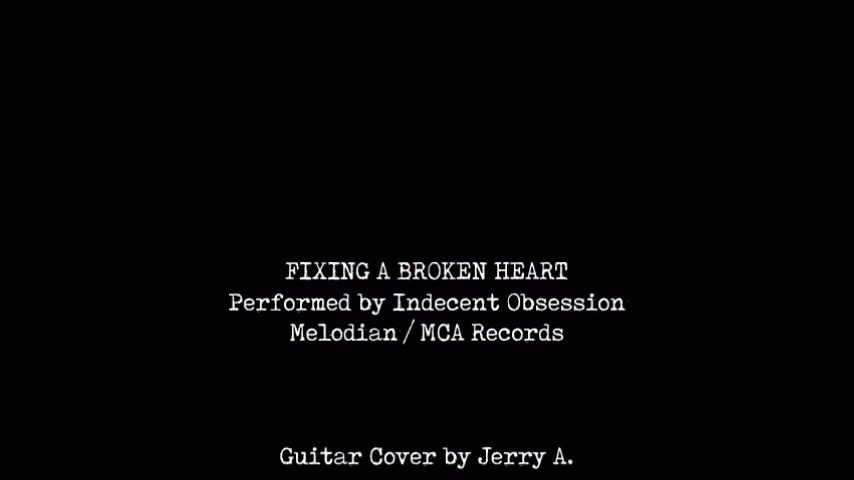 FIXING A BROKEN HEART
Performed by Indecent Obsession
Melodian / MCA Records
Guitar Cover by Jerry A.